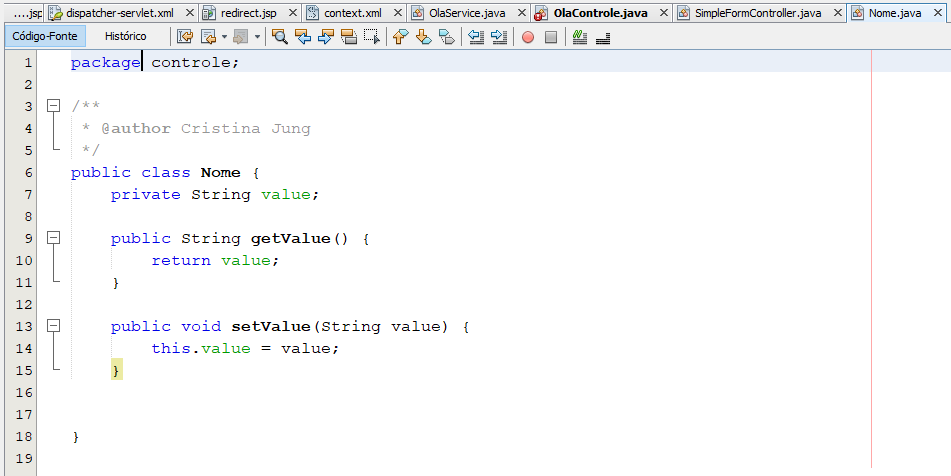 ...jsp dispatcher-servlet.xml redirect.jsp context.xml OlaService.java OlaControle.java SimpleFormController.java Nome.java
Código-Fonte Histórico
1 package controle;
2
3 /**
4 * @author Cristina Jung
5 */
6 public class Nome {
7 private String value;
8
9 public String getValue() {
10 return value;
11 }
12
13 public void setValue(String value) {
14 this.value = value;
15 }
16
17
18 }
19